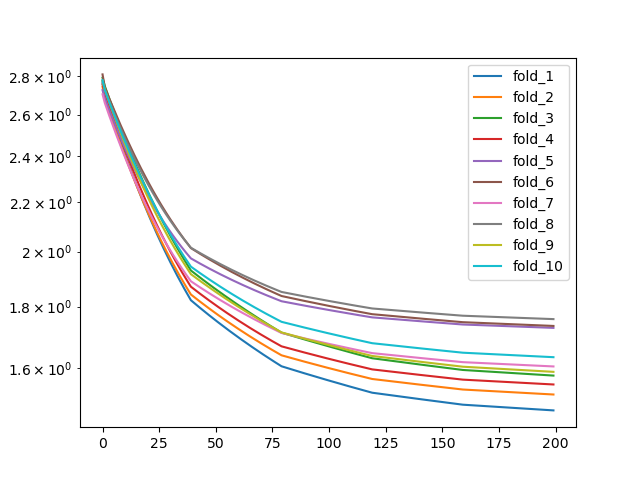 2.8 × 10⁰
2.6 × 10⁰
2.4 × 10⁰
2.2 × 10⁰
2 × 10⁰
1.8 × 10⁰
1.6 × 10⁰
0 25 50 75 100 125 150 175 200
fold_1
fold_2
fold_3
fold_4
fold_5
fold_6
fold_7
fold_8
fold_9
fold_10